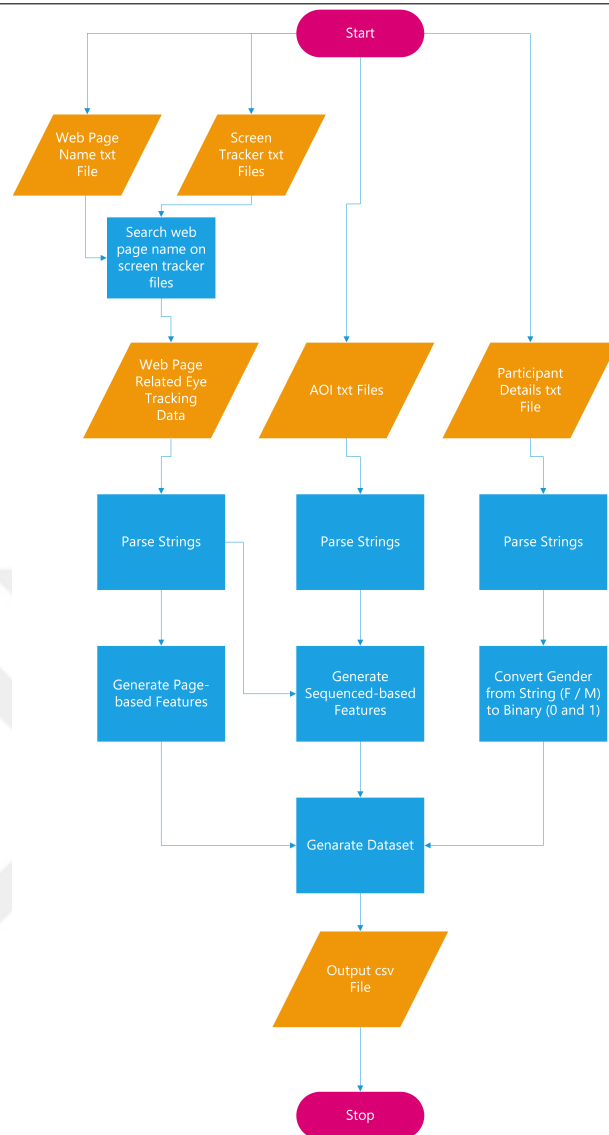 Start
Web Page
Name txt
File
Screen
Tracker txt
Files
Search web
page name on
screen tracker
files
Web Page
Related Eye
Tracking
Data
AOI txt Files
Participant
Details txt
File
Parse Strings
Parse Strings
Parse Strings
Generate Page-
based Features
Generate
Sequenced-based
Features
Convert Gender
from String (F / M)
to Binary (0 and 1)
Genarate Dataset
Output csv
File
Stop